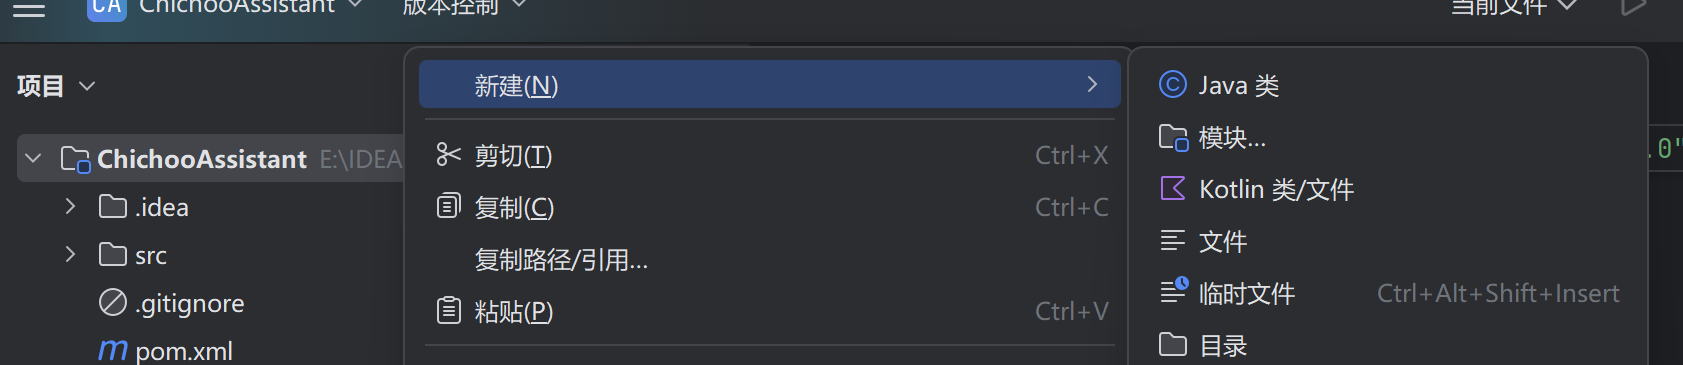 CA ChichooAssistant 版本控制 当前文件
项目
ChichooAssistant E:\IDEA
.idea
src
.gitignore
pom.xml
新建(N)
剪切(T) Ctrl+X
复制(C) Ctrl+C
复制路径/引用...
粘贴(P) Ctrl+V
Java 类
模块...
Kotlin 类/文件
文件
临时文件 Ctrl+Alt+Shift+Insert
目录
.0"